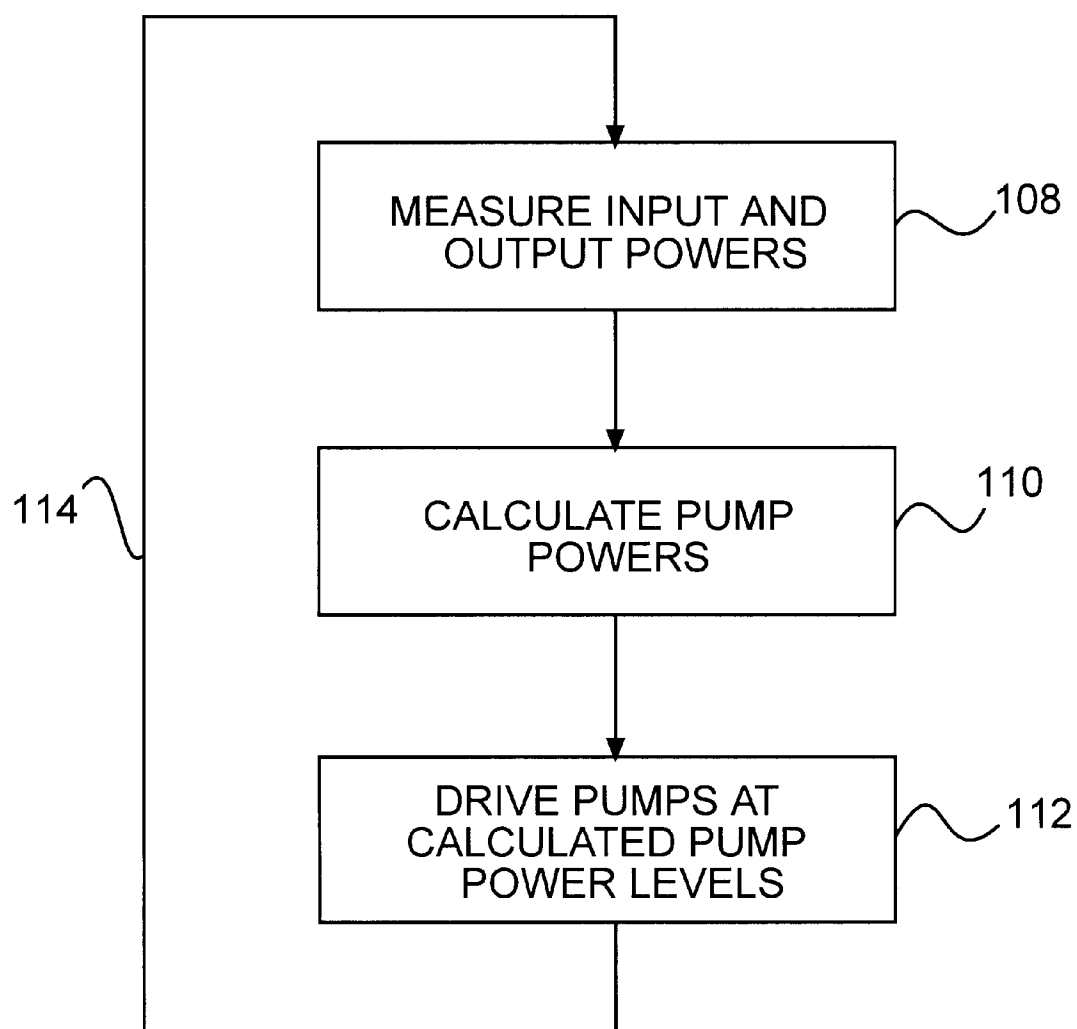 MEASURE INPUT AND
OUTPUT POWERS
108
CALCULATE PUMP
POWERS
110
114
DRIVE PUMPS AT
CALCULATED PUMP
POWER LEVELS
112